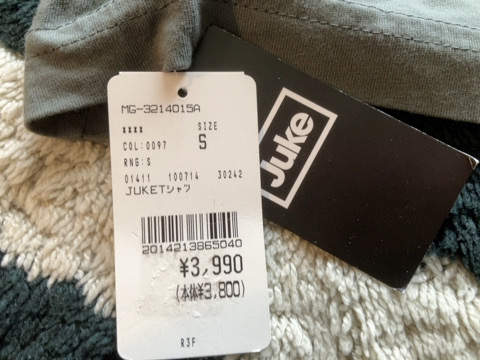 MG-3214015A
xxxx
SIZE
COL:0097
S
RNG:S
01411 100714 30242
JUKETシャツ
2014213865040
¥3,990
(本体¥3,800)
R3F
Juke